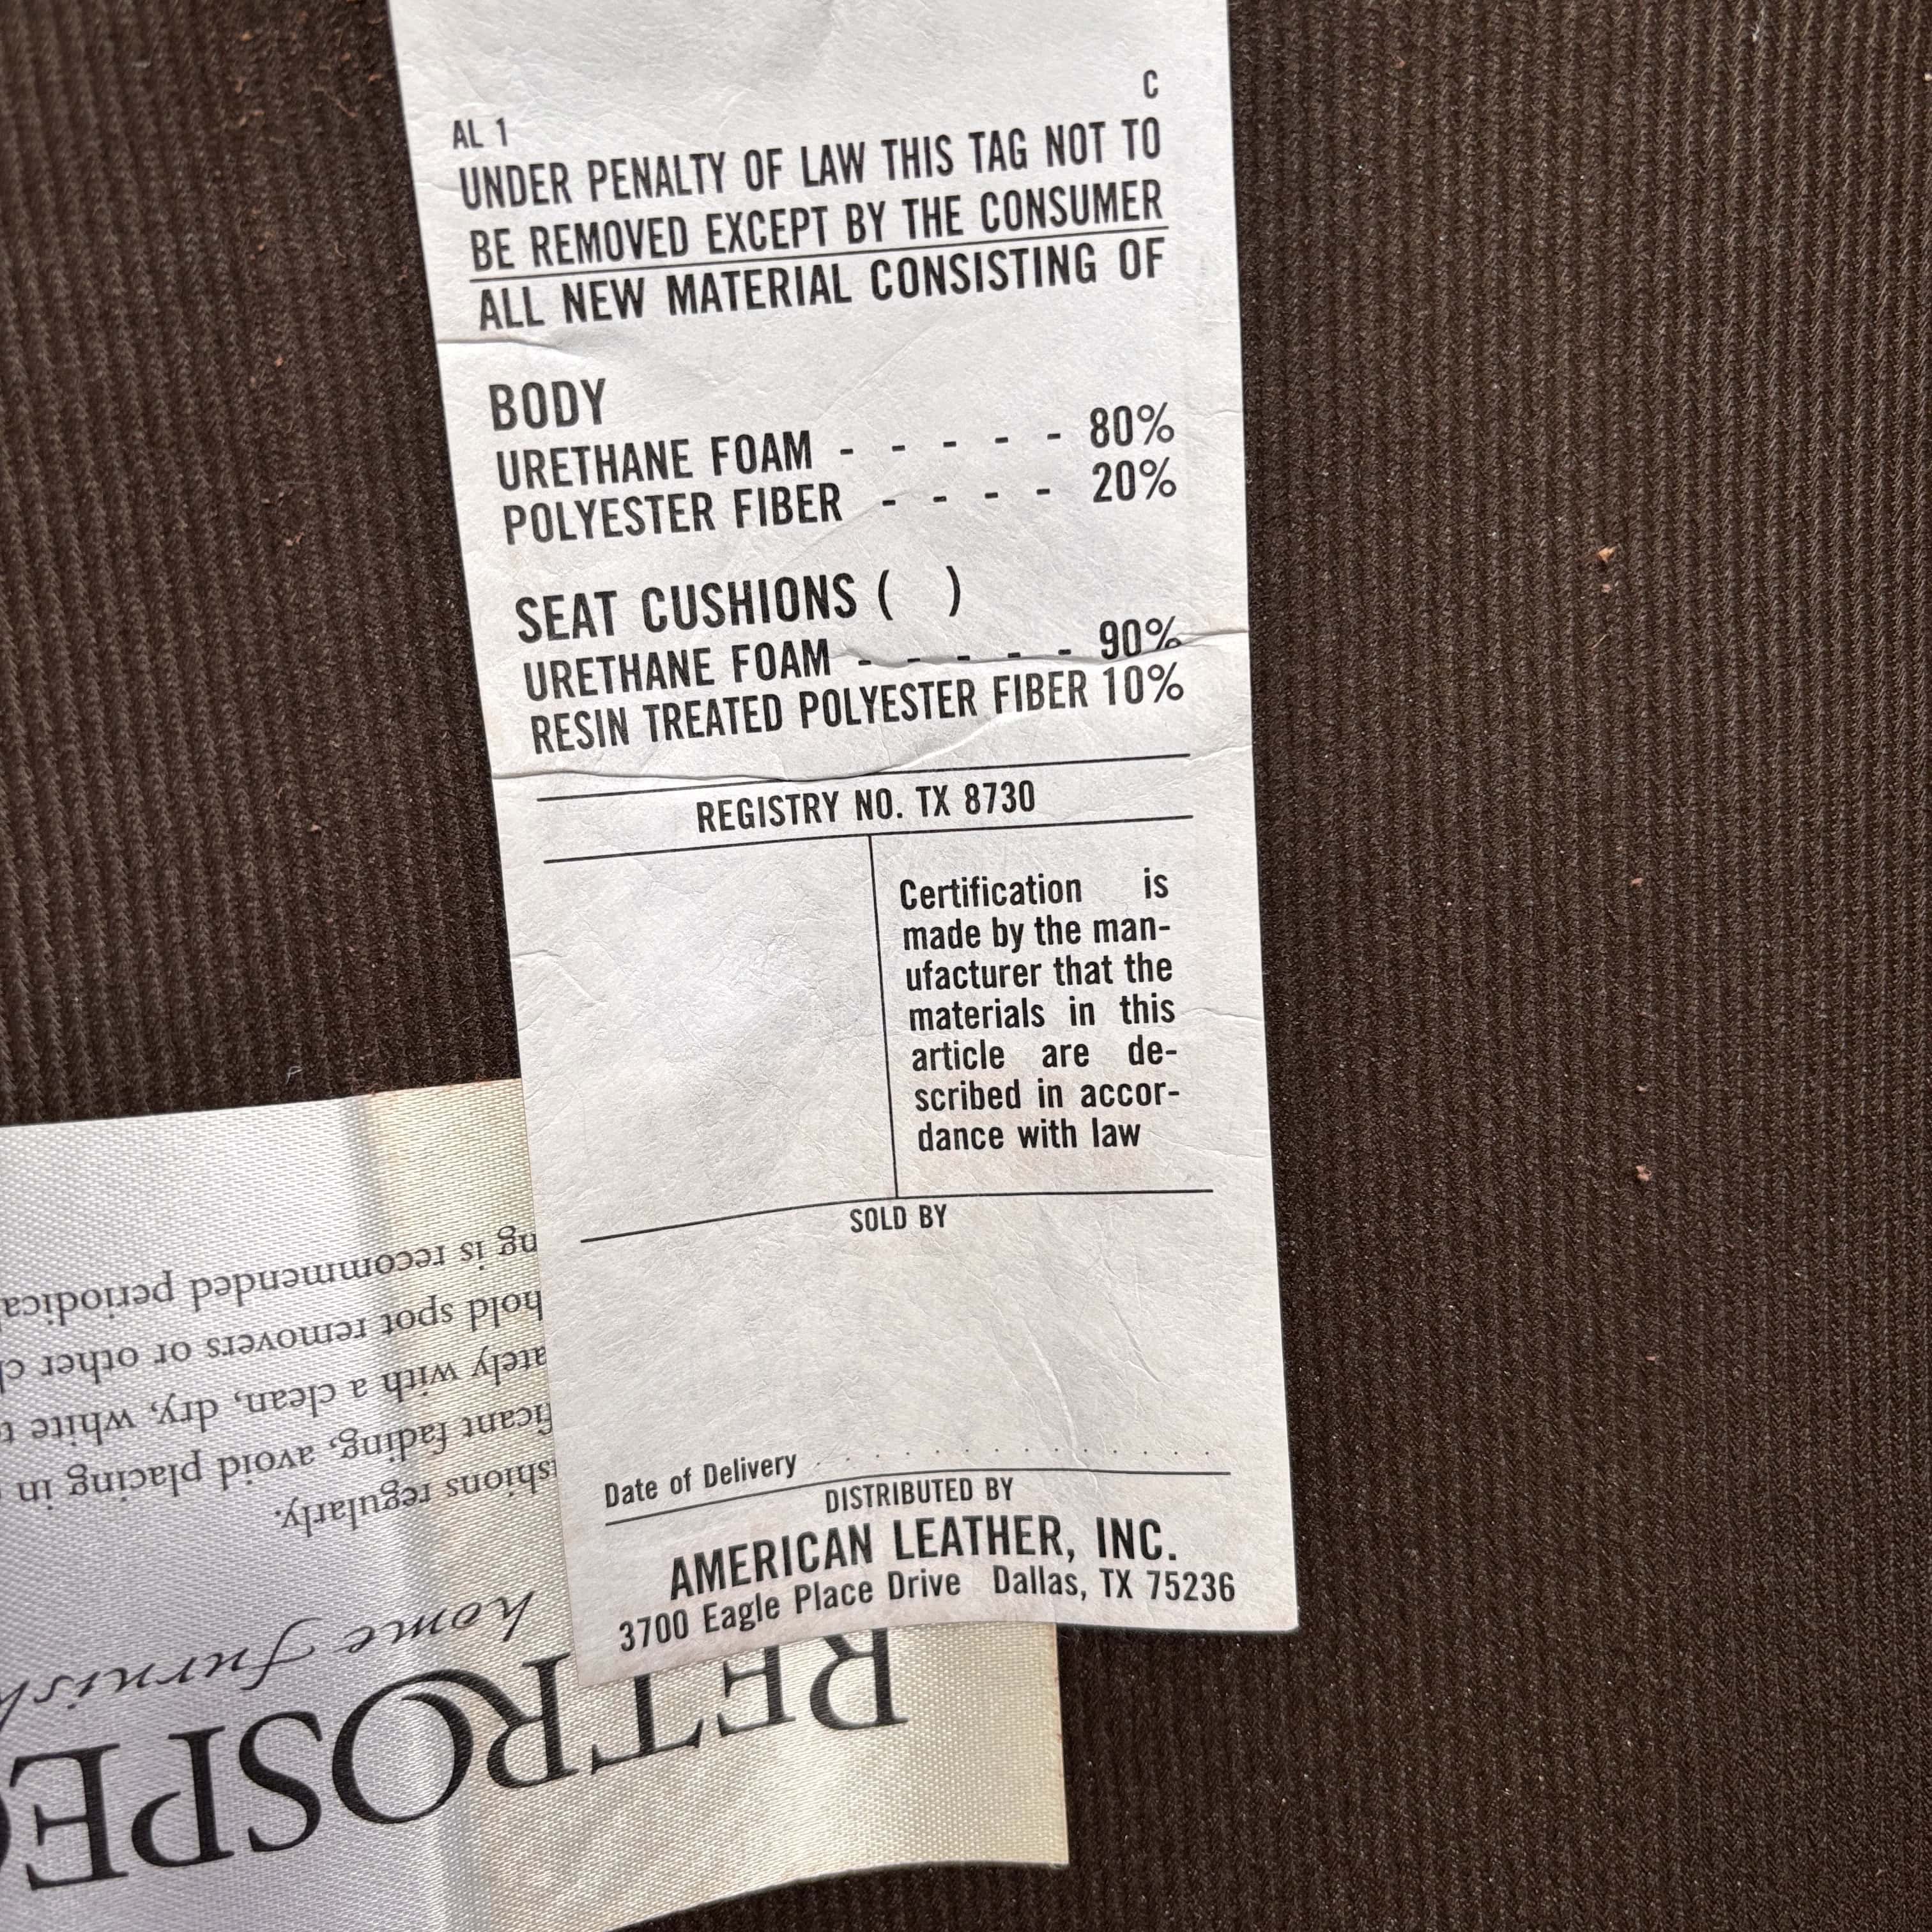 C
AL 1
UNDER PENALTY OF LAW THIS TAG NOT TO
BE REMOVED EXCEPT BY THE CONSUMER
ALL NEW MATERIAL CONSISTING OF
BODY
URETHANE FOAM - - - - - 80%
POLYESTER FIBER - - - - 20%
SEAT CUSHIONS ( )
URETHANE FOAM - - - - - 90%
RESIN TREATED POLYESTER FIBER 10%
REGISTRY NO. TX 8730
Certification is
made by the man-
ufacturer that the
materials in this
article are de-
scribed in accor-
dance with law
SOLD BY
Date of Delivery . . . . . . . . . . . . . .
DISTRIBUTED BY
AMERICAN LEATHER, INC.
3700 Eagle Place Drive Dallas, TX 75236
RETROSPE
home furnish
shions regularly.
ficant fading, avoid placing in
ately with a clean, dry, white
hold spot removers or other
ng is recommended periodica